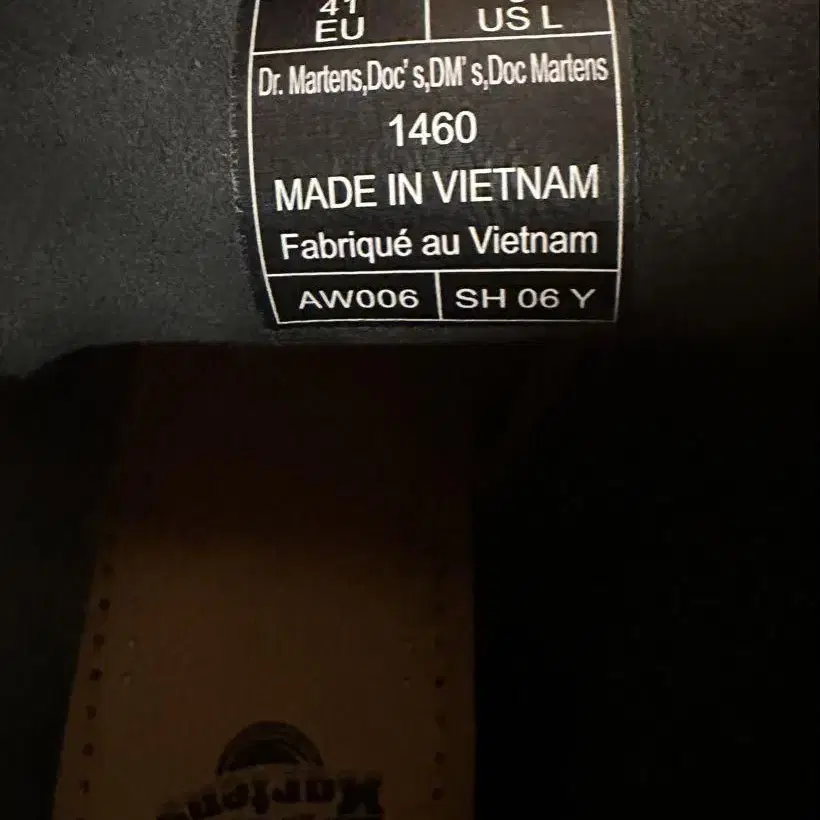 41
EU
US L
Dr. Martens,Doc's,DM's,Doc Martens
1460
MADE IN VIETNAM
Fabriqué au Vietnam
AW006
SH 06 Y
Martens